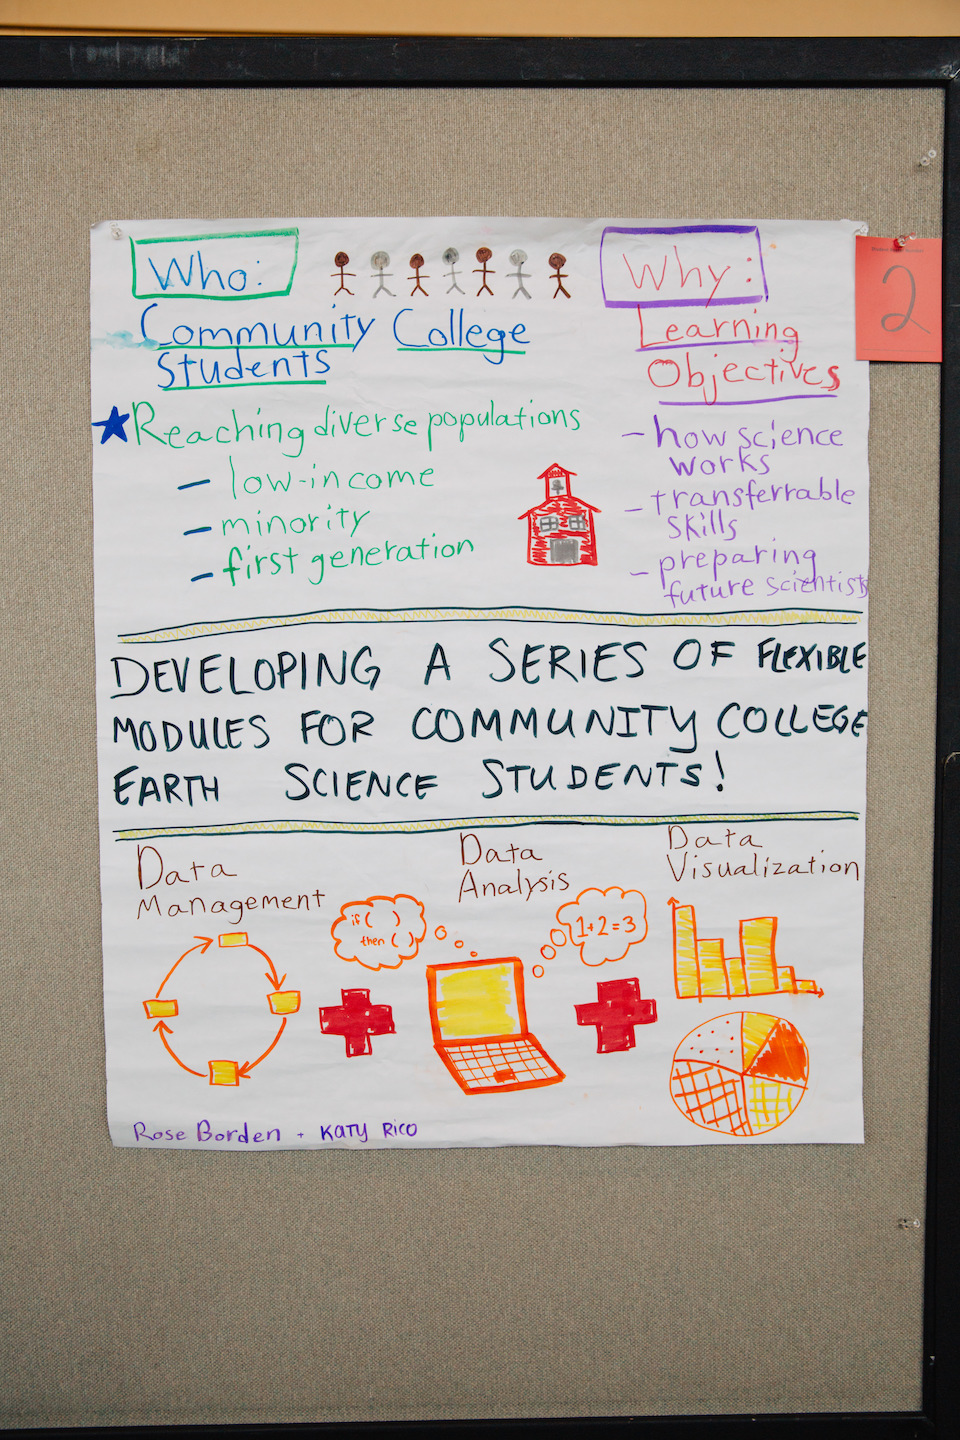 Who:
Community College
Students
Reaching diverse populations
– low-income
– minority
– first generation
Why:
Learning
Objectives
– how science
works
– transferrable
skills
– preparing
future scientists
2
DEVELOPING A SERIES OF FLEXIBLE
MODULES FOR COMMUNITY COLLEGE
EARTH SCIENCE STUDENTS!
Data
Management
Data
Analysis
Data
Visualization
if ( )
then ( )
1+2=3
Rose Borden + KATY RICO